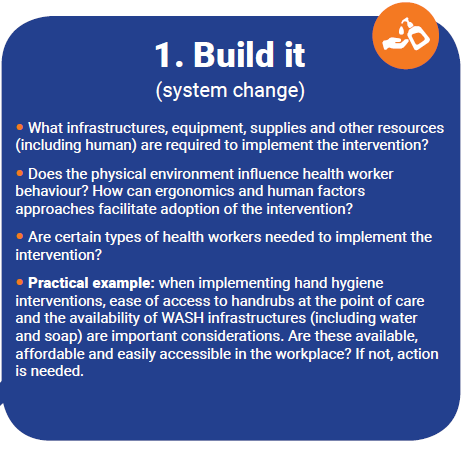 1. Build it
(system change)
• What infrastructures, equipment, supplies and other resources
(including human) are required to implement the intervention?
• Does the physical environment influence health worker
behaviour? How can ergonomics and human factors
approaches facilitate adoption of the intervention?
• Are certain types of health workers needed to implement the
intervention?
• Practical example: when implementing hand hygiene
interventions, ease of access to handrubs at the point of care
and the availability of WASH infrastructures (including water
and soap) are important considerations. Are these available,
affordable and easily accessible in the workplace? If not, action
is needed.